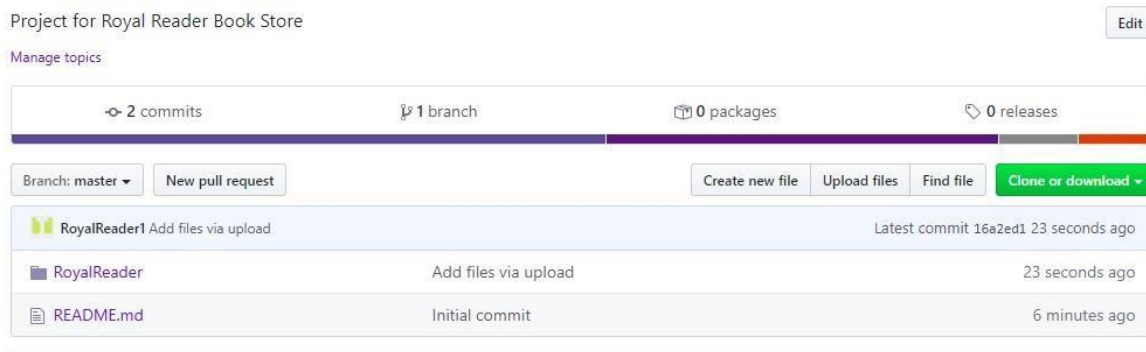 Project for Royal Reader Book Store
Edit
Manage topics
2 commits 1 branch 0 packages 0 releases
Branch: master New pull request Create new file Upload files Find file Clone or download
RoyalReader1 Add files via upload Latest commit 16a2ed1 23 seconds ago
RoyalReader Add files via upload 23 seconds ago
README.md Initial commit 6 minutes ago